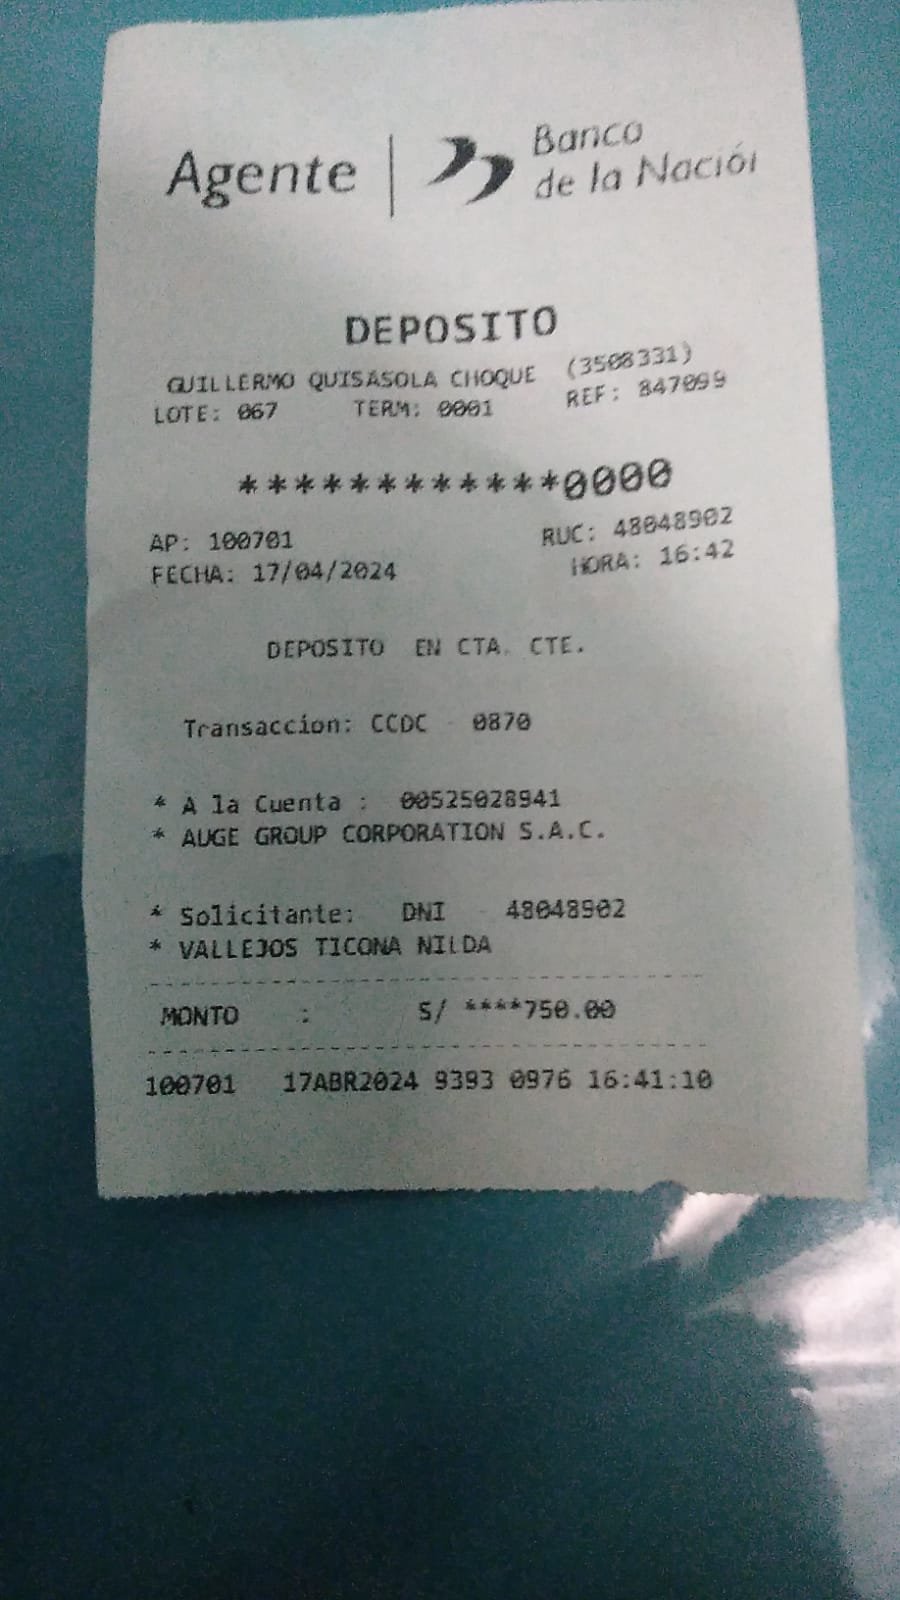 Agente | Banco
de la Nación
DEPOSITO
GUILLERMO QUISASOLA CHOQUE (3508331)
LOTE: 067 TERM: 0001 REF: 847099
************0000
AP: 100701 RUC: 48048902
FECHA: 17/04/2024 HORA: 16:42
DEPOSITO EN CTA. CTE.
Transaccion: CCDC - 0870
* A la Cuenta : 00525028941
* AUGE GROUP CORPORATION S.A.C.
* Solicitante: DNI - 48048902
* VALLEJOS TICONA NILDA
MONTO : S/ ****750.00
100701 17ABR2024 9393 0976 16:41:10